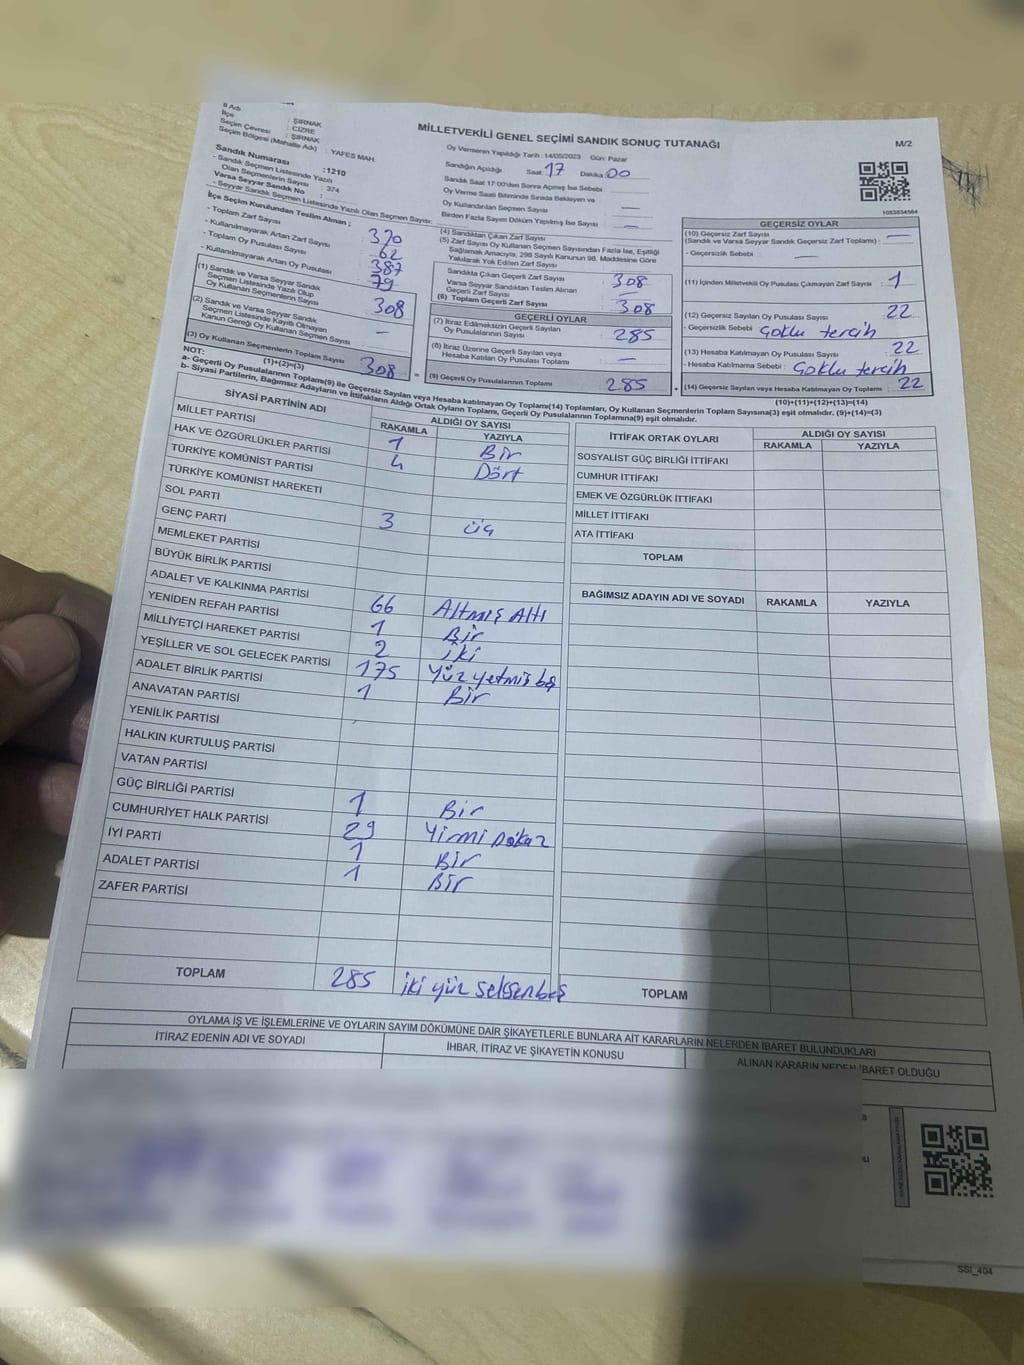 İl Adı
İlçe : ŞIRNAK
Seçim Çevresi : CİZRE
Seçim Bölgesi (Mahalle Adı) : ŞIRNAK
: YAFES MAH.
Sandık Numarası : 1210
- Sandık Seçmen Listesinde Yazılı
Olan Seçmenlerin Sayısı : 374
Varsa Seyyar Sandık No
- Seyyar Sandık Seçmen Listesinde Yazılı Olan Seçmen Sayısı:
MİLLETVEKİLİ GENEL SEÇİMİ SANDIK SONUÇ TUTANAĞI
M/2
Oy Vermenin Yapıldığı Tarih : 14/05/2023 Gün: Pazar
Sandığın Açıldığı Saat: 17 Dakika: 00
Sandık Saat 17:00'den Sonra Açılmış İse Sebebi
Oy Verme Saati Bitiminde Sırada Bekleyen ve
Oy Kullandırılan Seçmen Sayısı : —
Birden Fazla Sayım Döküm Yapılmış İse Sayısı : —
1083834564
İlçe Seçim Kurulundan Teslim Alınan ;
- Toplam Zarf Sayısı : 370
- Kullanılmayarak Artan Zarf Sayısı : 62
- Toplam Oy Pusulası Sayısı : 387
- Kullanılmayarak Artan Oy Pusulası : 79
(1) Sandık ve Varsa Seyyar Sandık
Seçmen Listesinde Yazılı Olup
Oy Kullanan Seçmenlerin Sayısı : 308
(2) Sandık ve Varsa Seyyar Sandık
Seçmen Listesinde Kayıtlı Olmayan
Kanun Gereği Oy Kullanan Seçmen Sayısı : —
(3) Oy Kullanan Seçmenlerin Toplam Sayısı : 308
(1)+(2)=(3)
(4) Sandıktan Çıkan Zarf Sayısı
(5) Zarf Sayısı Oy Kullanan Seçmen Sayısından Fazla İse, Eşitliği
Sağlamak Amacıyla, 298 Sayılı Kanunun 98. Maddesine Göre
Yakılarak Yok Edilen Zarf Sayısı : —
Sandıkta Çıkan Geçerli Zarf Sayısı : 308
Varsa Seyyar Sandıktan Teslim Alınan
Geçerli Zarf Sayısı : —
(6) Toplam Geçerli Zarf Sayısı : 308
GEÇERLİ OYLAR
(7) İtiraz Edilmeksizin Geçerli Sayılan
Oy Pusulalarının Sayısı : 285
(8) İtiraz Üzerine Geçerli Sayılan veya
Hesaba Katılan Oy Pusulası Toplamı : —
(9) Geçerli Oy Pusulalarının Toplamı : 285
GEÇERSİZ OYLAR
(10) Geçersiz Zarf Sayısı
(Sandık ve Varsa Seyyar Sandık Geçersiz Zarf Toplamı) : —
- Geçersizlik Sebebi : —
(11) İçinden Milletvekili Oy Pusulası Çıkmayan Zarf Sayısı : 1
(12) Geçersiz Sayılan Oy Pusulası Sayısı : 22
- Geçersizlik Sebebi : Çoklu tercih
(13) Hesaba Katılmayan Oy Pusulası Sayısı : 22
- Hesaba Katılmama Sebebi : Çoklu tercih
(14) Geçersiz Sayılan veya Hesaba Katılmayan Oy Toplamı : 22
(10)+(11)+(12)+(13)=(14)
NOT:
a- Geçerli Oy Pusulalarının Toplamı(9) ile Geçersiz Sayılan veya Hesaba katılmayan Oy Toplamı(14) Toplamları, Oy Kullanan Seçmenlerin Toplam Sayısına(3) eşit olmalıdır. (9)+(14)=(3)
b- Siyasi Partilerin, Bağımsız Adayların ve İttifakların Aldığı Ortak Oyların Toplamı, Geçerli Oy Pusulalarının Toplamına(9) eşit olmalıdır.
SİYASİ PARTİNİN ADI ALDIĞI OY SAYISI
RAKAMLA YAZIYLA
MİLLET PARTİSİ 1 Bir
HAK VE ÖZGÜRLÜKLER PARTİSİ 4 Dört
TÜRKİYE KOMÜNİST PARTİSİ
TÜRKİYE KOMÜNİST HAREKETİ
SOL PARTİ 3 üç
GENÇ PARTİ
MEMLEKET PARTİSİ
BÜYÜK BİRLİK PARTİSİ
ADALET VE KALKINMA PARTİSİ 66 Altmış Altı
YENİDEN REFAH PARTİSİ 1 Bir
MİLLİYETÇİ HAREKET PARTİSİ 2 iki
YEŞİLLER VE SOL GELECEK PARTİSİ 175 Yüz yetmiş beş
ADALET BİRLİK PARTİSİ 1 Bir
ANAVATAN PARTİSİ
YENİLİK PARTİSİ
HALKIN KURTULUŞ PARTİSİ
VATAN PARTİSİ
GÜÇ BİRLİĞİ PARTİSİ 1 Bir
CUMHURİYET HALK PARTİSİ 29 Yirmi Dokuz
İYİ PARTİ 1 Bir
ADALET PARTİSİ 1 Bir
ZAFER PARTİSİ
TOPLAM 285 iki yüz seksenbeş
İTTİFAK ORTAK OYLARI ALDIĞI OY SAYISI
RAKAMLA YAZIYLA
SOSYALİST GÜÇ BİRLİĞİ İTTİFAKI
CUMHUR İTTİFAKI
EMEK VE ÖZGÜRLÜK İTTİFAKI
MİLLET İTTİFAKI
ATA İTTİFAKI
TOPLAM
BAĞIMSIZ ADAYIN ADI VE SOYADI RAKAMLA YAZIYLA
TOPLAM
OYLAMA İŞ VE İŞLEMLERİNE VE OYLARIN SAYIM DÖKÜMÜNE DAİR ŞİKAYETLERLE BUNLARA AİT KARARLARIN NELERDEN İBARET BULUNDUKLARI
İTİRAZ EDENİN ADI VE SOYADI
İHBAR, İTİRAZ VE ŞİKAYETİN KONUSU
ALINAN KARARIN NEDEN İBARET OLDUĞU
SSI_404